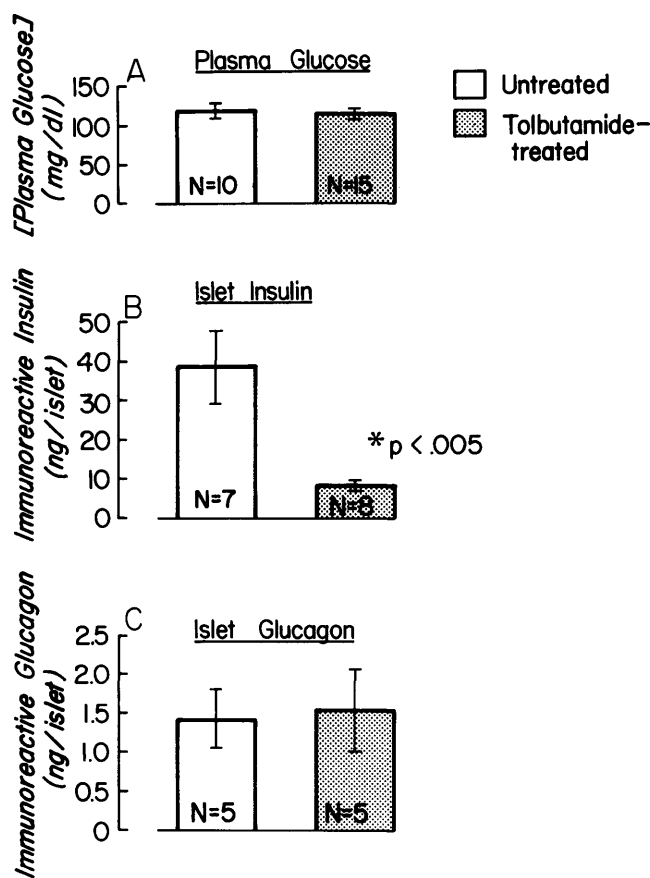 A
Plasma Glucose
[Plasma Glucose]
(mg/dl)
150
100
50
0
N=10
N=15
Untreated
Tolbutamide-
treated
B
Islet Insulin
Immunoreactive Insulin
(ng/islet)
50
40
30
20
10
0
N=7
N=8
* p < .005
C
Islet Glucagon
Immunoreactive Glucagon
(ng/islet)
2.5
2.0
1.5
1.0
0.5
0
N=5
N=5